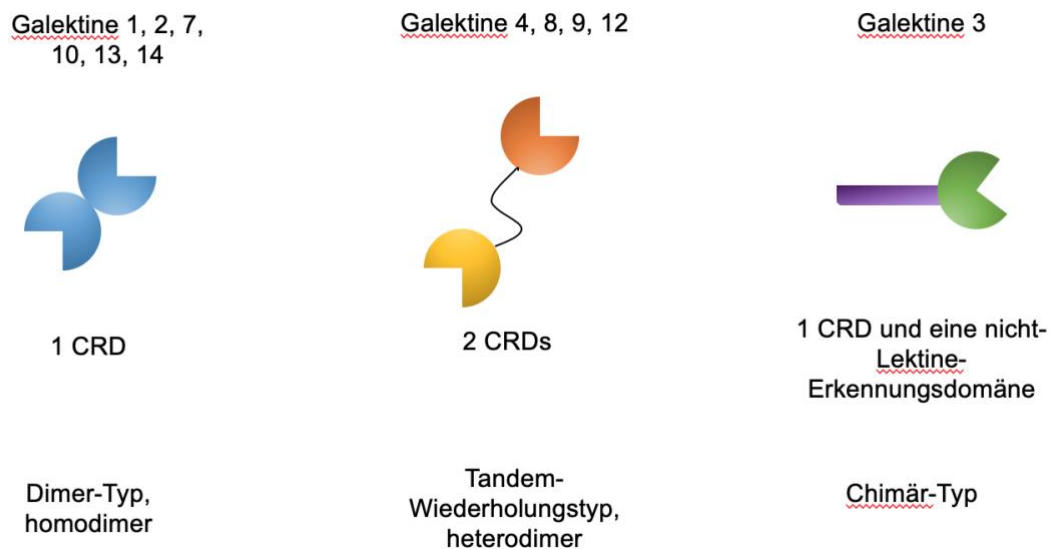 Galektine 1, 2, 7,
10, 13, 14
Galektine 4, 8, 9, 12
Galektine 3
1 CRD
2 CRDs
1 CRD und eine nicht-
Lektine-
Erkennungsdomäne
Dimer-Typ,
homodimer
Tandem-
Wiederholungstyp,
heterodimer
Chimär-Typ